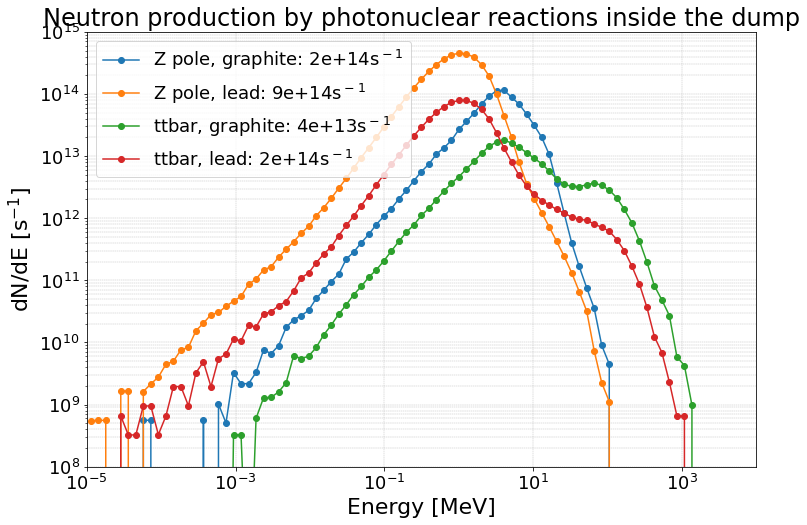 Neutron production by photonuclear reactions inside the dump
10¹⁵
10¹⁴
10¹³
10¹²
10¹¹
10¹⁰
10⁹
10⁸
dN/dE [s⁻¹]
Z pole, graphite: 2e+14s⁻¹
Z pole, lead: 9e+14s⁻¹
ttbar, graphite: 4e+13s⁻¹
ttbar, lead: 2e+14s⁻¹
10⁻⁵ 10⁻³ 10⁻¹ 10¹ 10³
Energy [MeV]